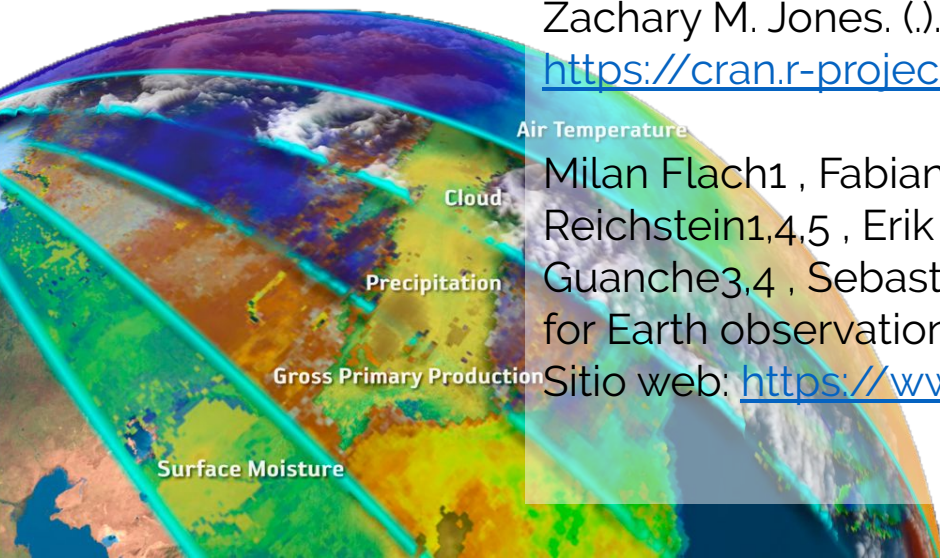 Zachary M. Jones. (.).
https://cran.r-projec
Air Temperature
Milan Flach1 , Fabian
Cloud
Reichstein1,4,5 , Erik
Guanche3,4 , Sebast
Precipitation
for Earth observation
Gross Primary Production
Sitio web: https://ww
Surface Moisture